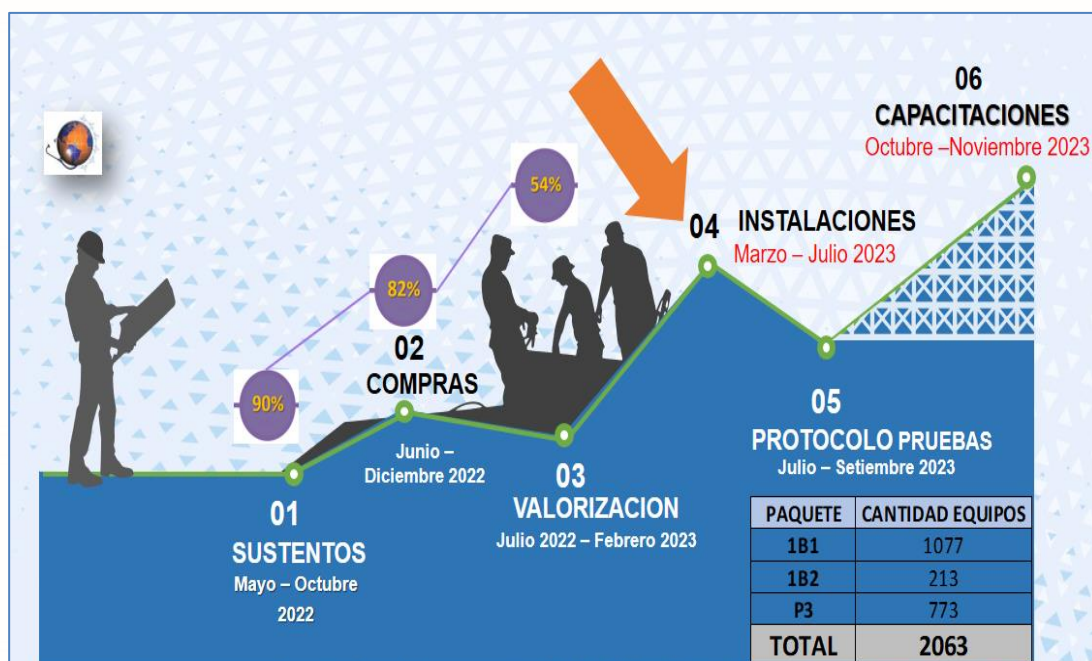 06
CAPACITACIONES
Octubre –Noviembre 2023
54%
04
INSTALACIONES
Marzo – Julio 2023
82%
02
COMPRAS
Junio –
Diciembre 2022
90%
01
SUSTENTOS
Mayo – Octubre
2022
03
VALORIZACION
Julio 2022 – Febrero 2023
05
PROTOCOLO PRUEBAS
Julio – Setiembre 2023
PAQUETE CANTIDAD EQUIPOS
1B1 1077
1B2 213
P3 773
TOTAL 2063